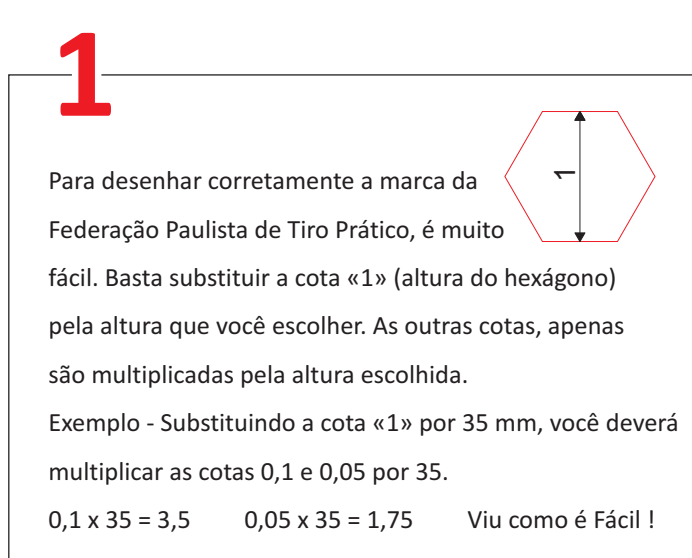 1
1
Para desenhar corretamente a marca da
Federação Paulista de Tiro Prático, é muito
fácil. Basta substituir a cota «1» (altura do hexágono)
pela altura que você escolher. As outras cotas, apenas
são multiplicadas pela altura escolhida.
Exemplo - Substituindo a cota «1» por 35 mm, você deverá
multiplicar as cotas 0,1 e 0,05 por 35.
0,1 x 35 = 3,5 0,05 x 35 = 1,75 Viu como é Fácil !